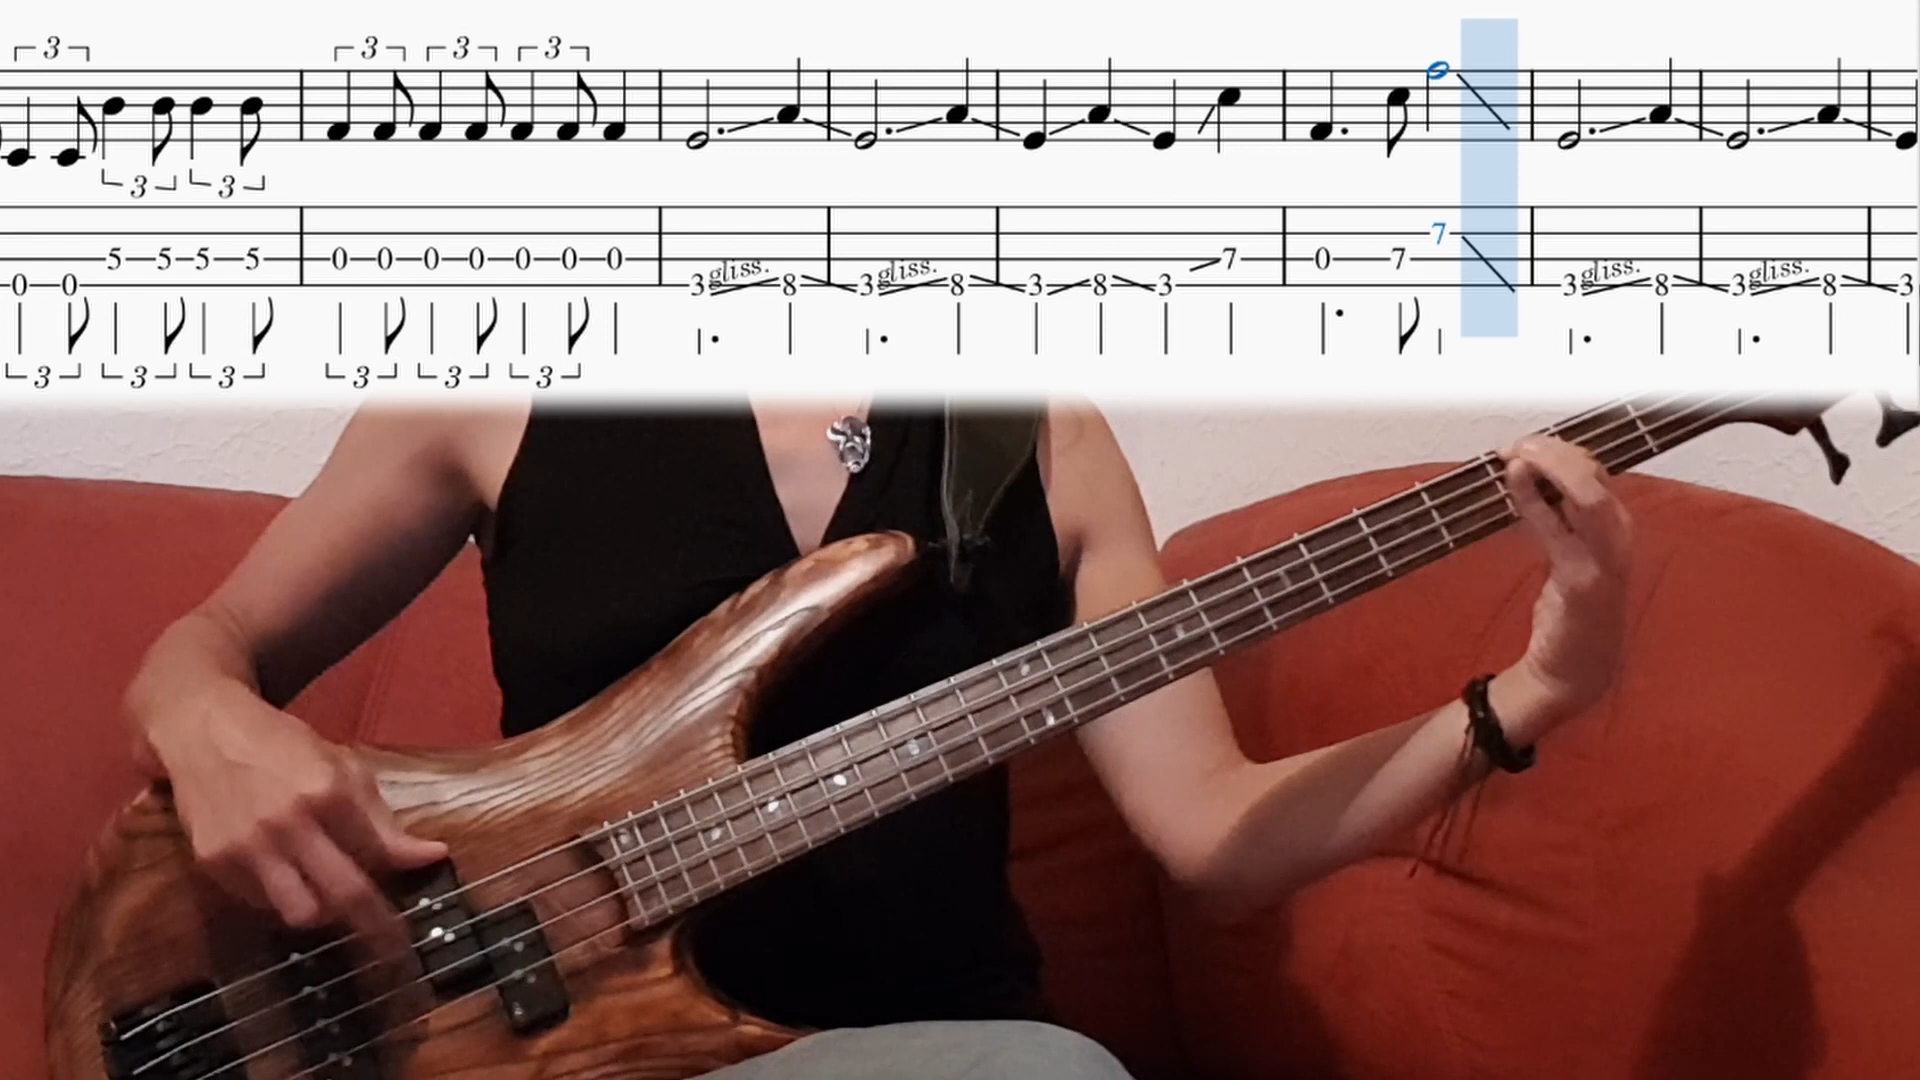 3 3 3 3
3 3
7
5 5 5 5 0 0 0 0 0 0 0 0 7
0 0 3 gliss. 8 3 gliss. 8 3 8 3 7 3 gliss. 8 3 gliss. 8 3
3 3 3 3 3 3